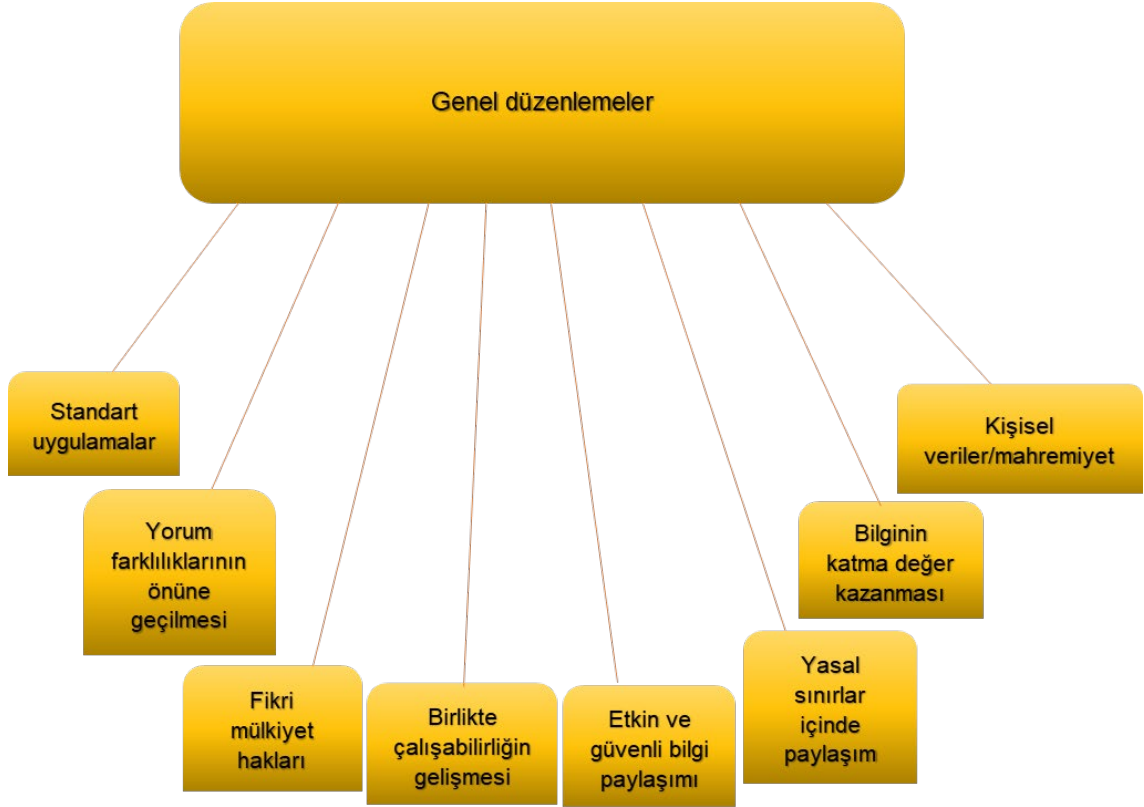 Genel düzenlemeler
Standart
uygulamalar
Yorum
farklılıklarının
önüne
geçilmesi
Fikri
mülkiyet
hakları
Birlikte
çalışabilirliğin
gelişmesi
Etkin ve
güvenli bilgi
paylaşımı
Yasal
sınırlar
içinde
paylaşım
Bilginin
katma değer
kazanması
Kişisel
veriler/mahremiyet